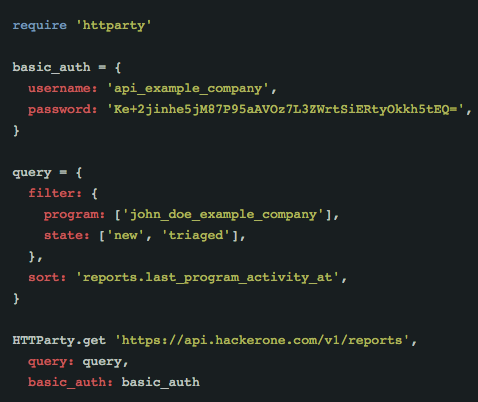 require 'httparty'
basic_auth = {
username: 'api_example_company',
password: 'Ke+2jinhe5jM87P95aAVOz7L3ZWrtSiERtyOkkh5tEQ=',
}
query = {
filter: {
program: ['john_doe_example_company'],
state: ['new', 'triaged'],
},
sort: 'reports.last_program_activity_at',
}
HTTParty.get 'https://api.hackerone.com/v1/reports',
query: query,
basic_auth: basic_auth